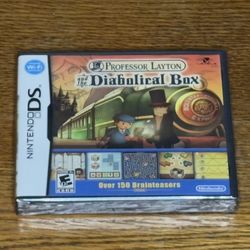 Wi-Fi
NINTENDO DS
PROFESSOR LAYTON
and the Diabolical Box
Over 150 Brainteasers
E
Nintendo